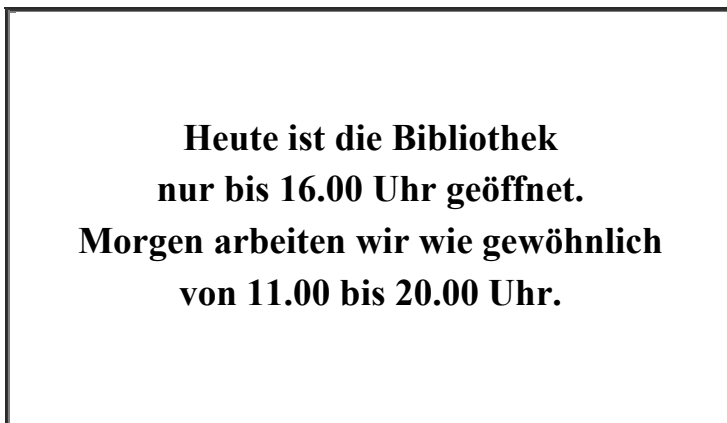 Heute ist die Bibliothek
nur bis 16.00 Uhr geöffnet.
Morgen arbeiten wir wie gewöhnlich
von 11.00 bis 20.00 Uhr.